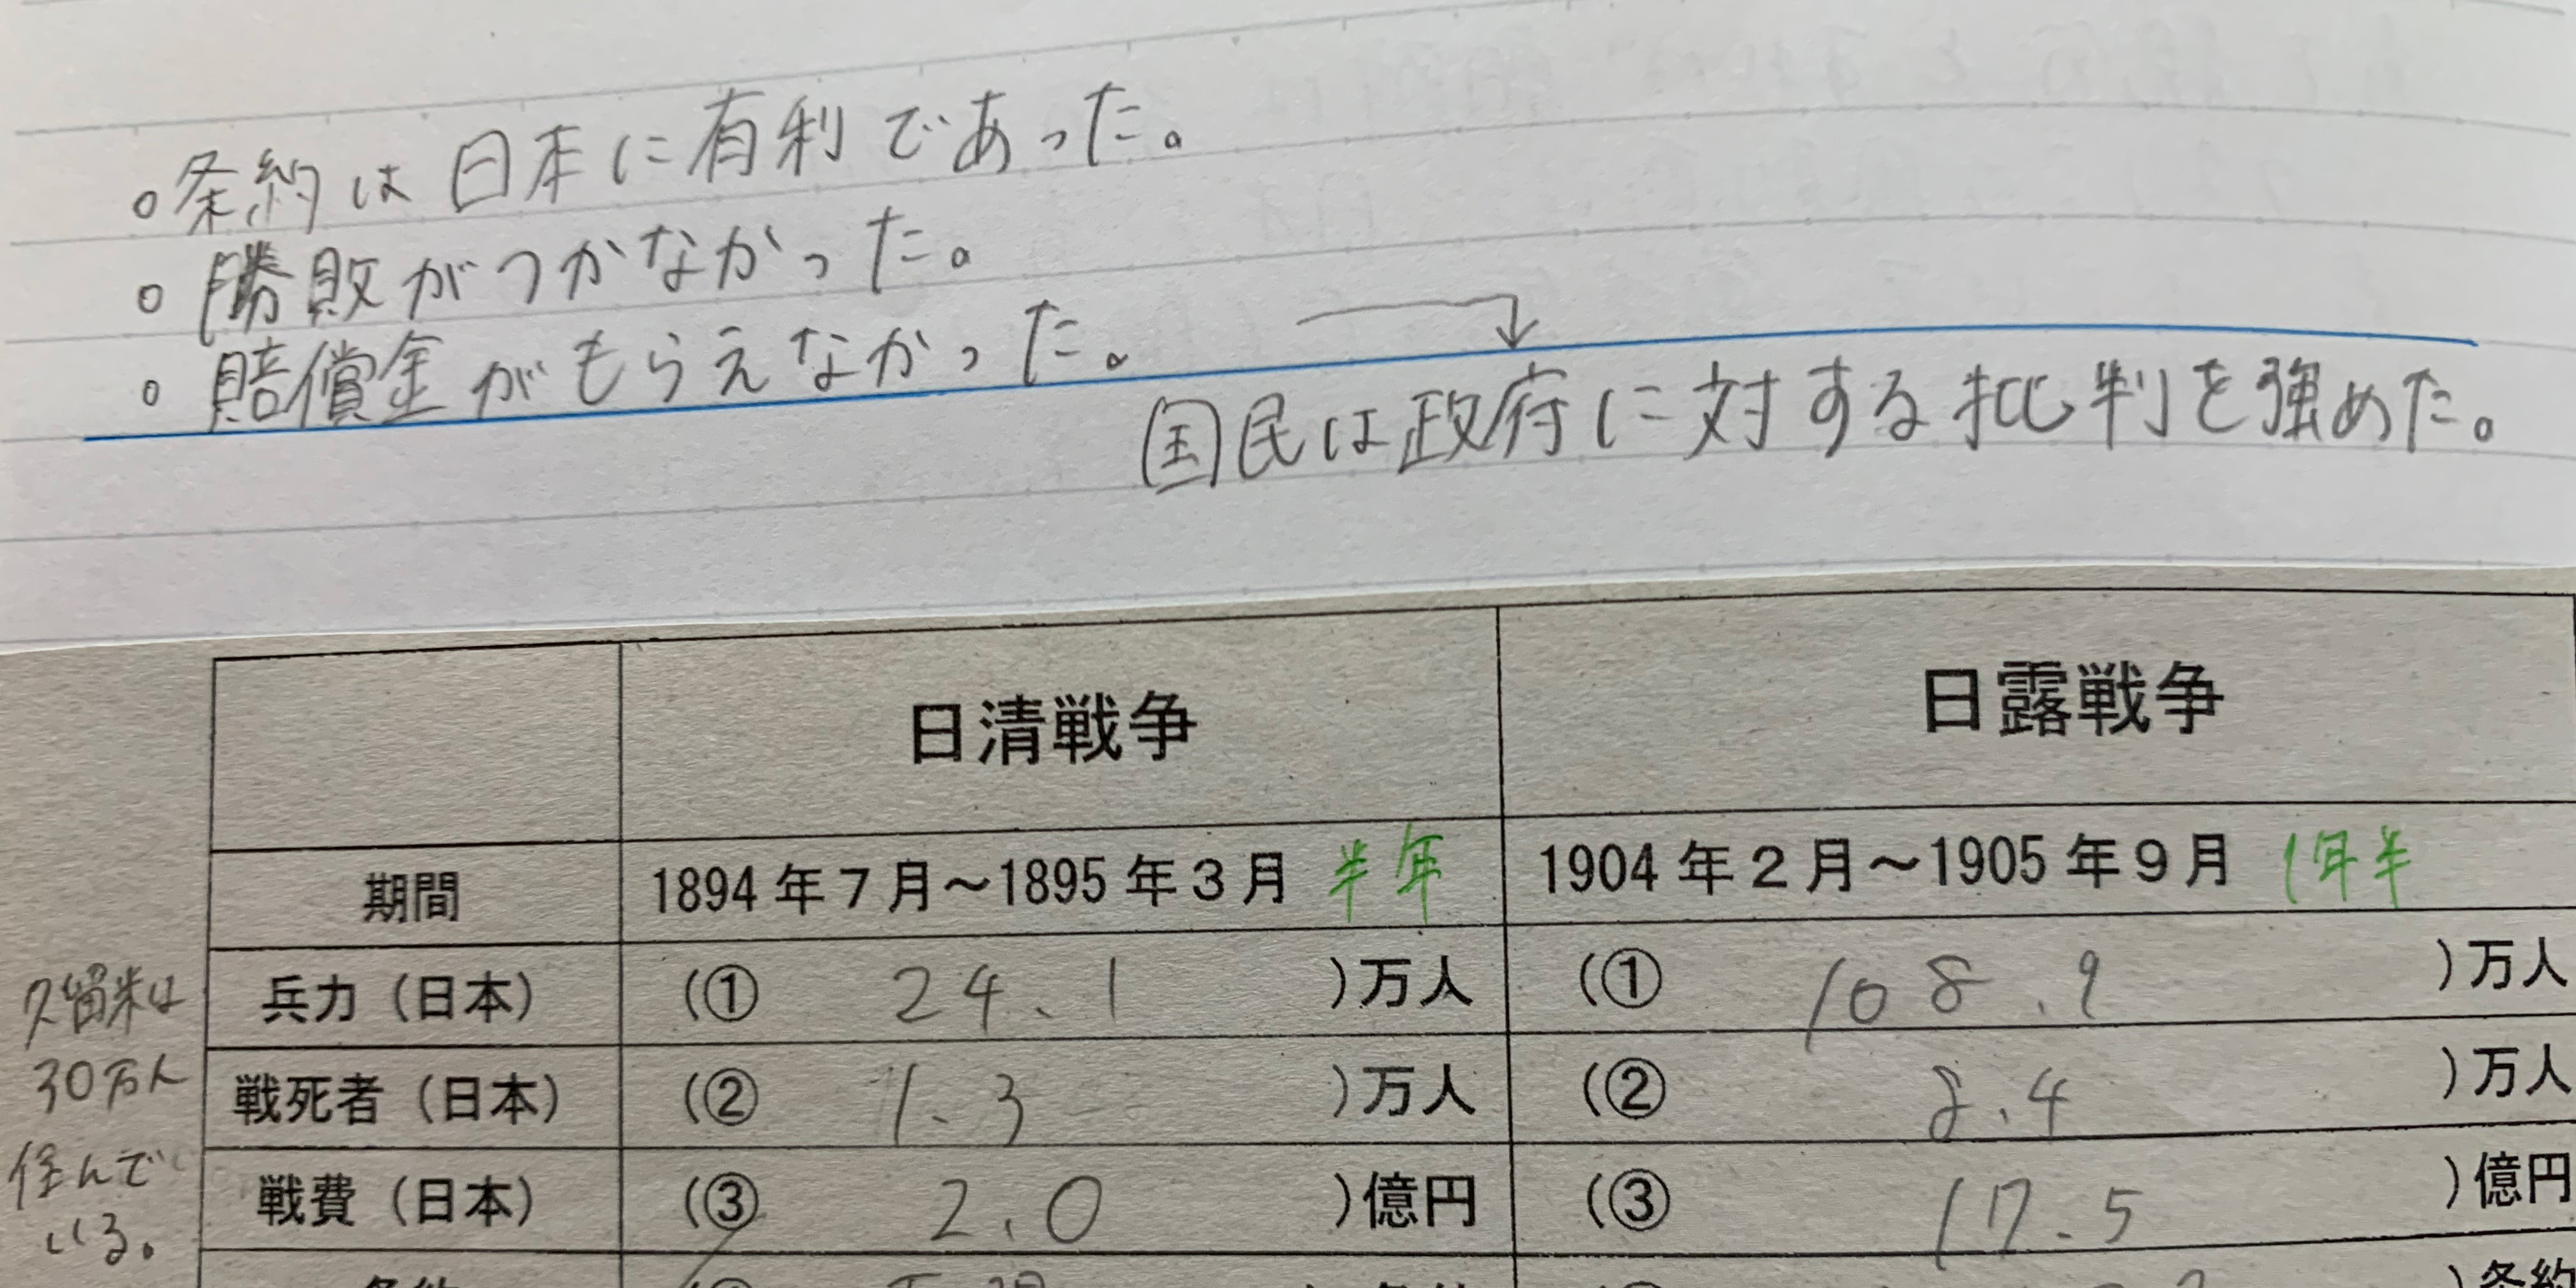 。条約は日本に有利であった。
。勝敗がつかなかった。
。賠償金がもらえなかった。
国民は政府に対する批判を強めた。
日清戦争 日露戦争
期間 1894年7月～1895年3月 半年 1904年2月～1905年9月 1年半
兵力（日本） (① 24.1 )万人 (① 108.9 )万人
戦死者（日本） (② 1.3 )万人 (② 8.4 )万人
戦費（日本） (③ 2.0 )億円 (③ 17.5 )億円
久留米は
30万人
住んで
いる。